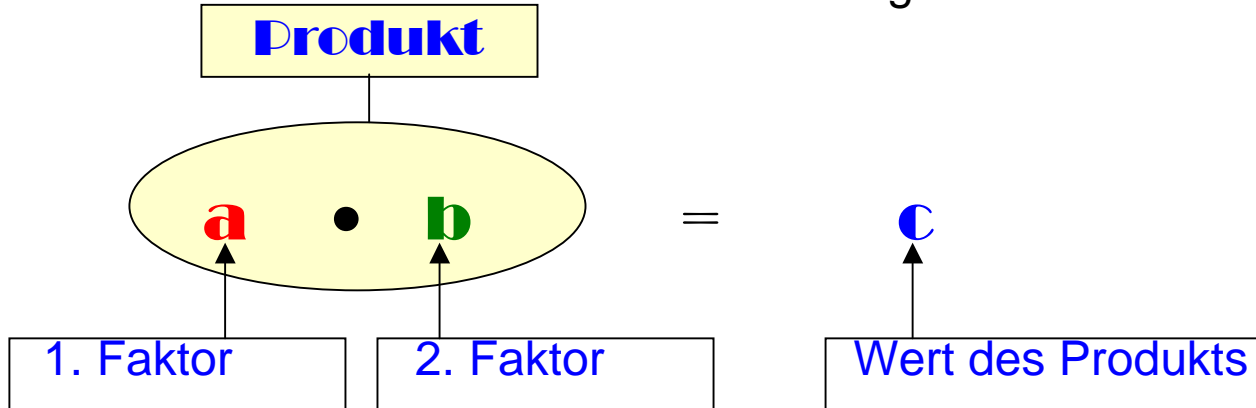 Produkt
a • b = c
1. Faktor 2. Faktor Wert des Produkts